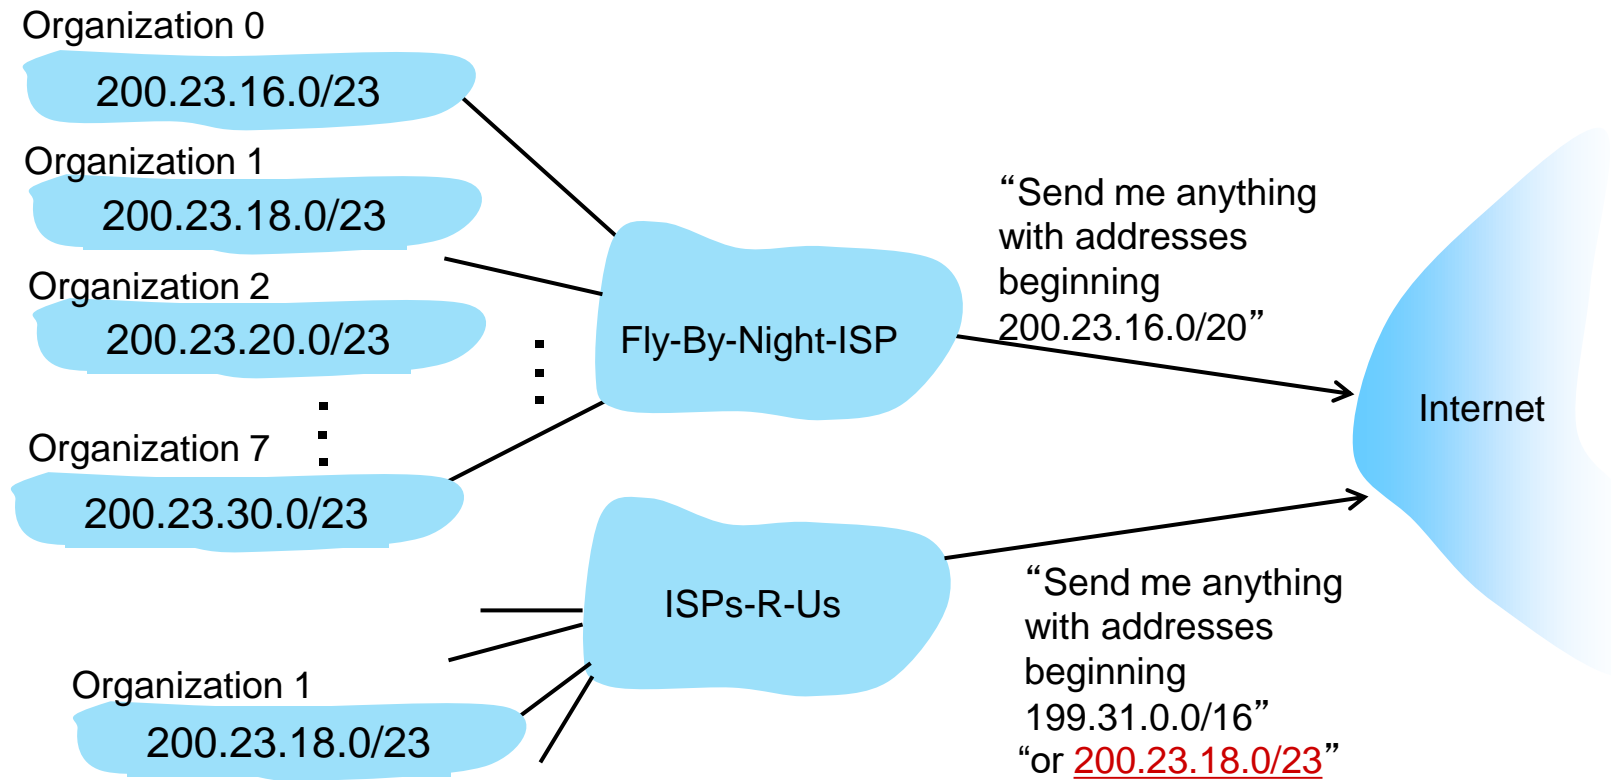 Organization 0
200.23.16.0/23
Organization 1
200.23.18.0/23
Organization 2
200.23.20.0/23
Organization 7
200.23.30.0/23
Fly-By-Night-ISP
“Send me anything
with addresses
beginning
200.23.16.0/20”
Internet
ISPs-R-Us
Organization 1
200.23.18.0/23
“Send me anything
with addresses
beginning
199.31.0.0/16”
“or 200.23.18.0/23”